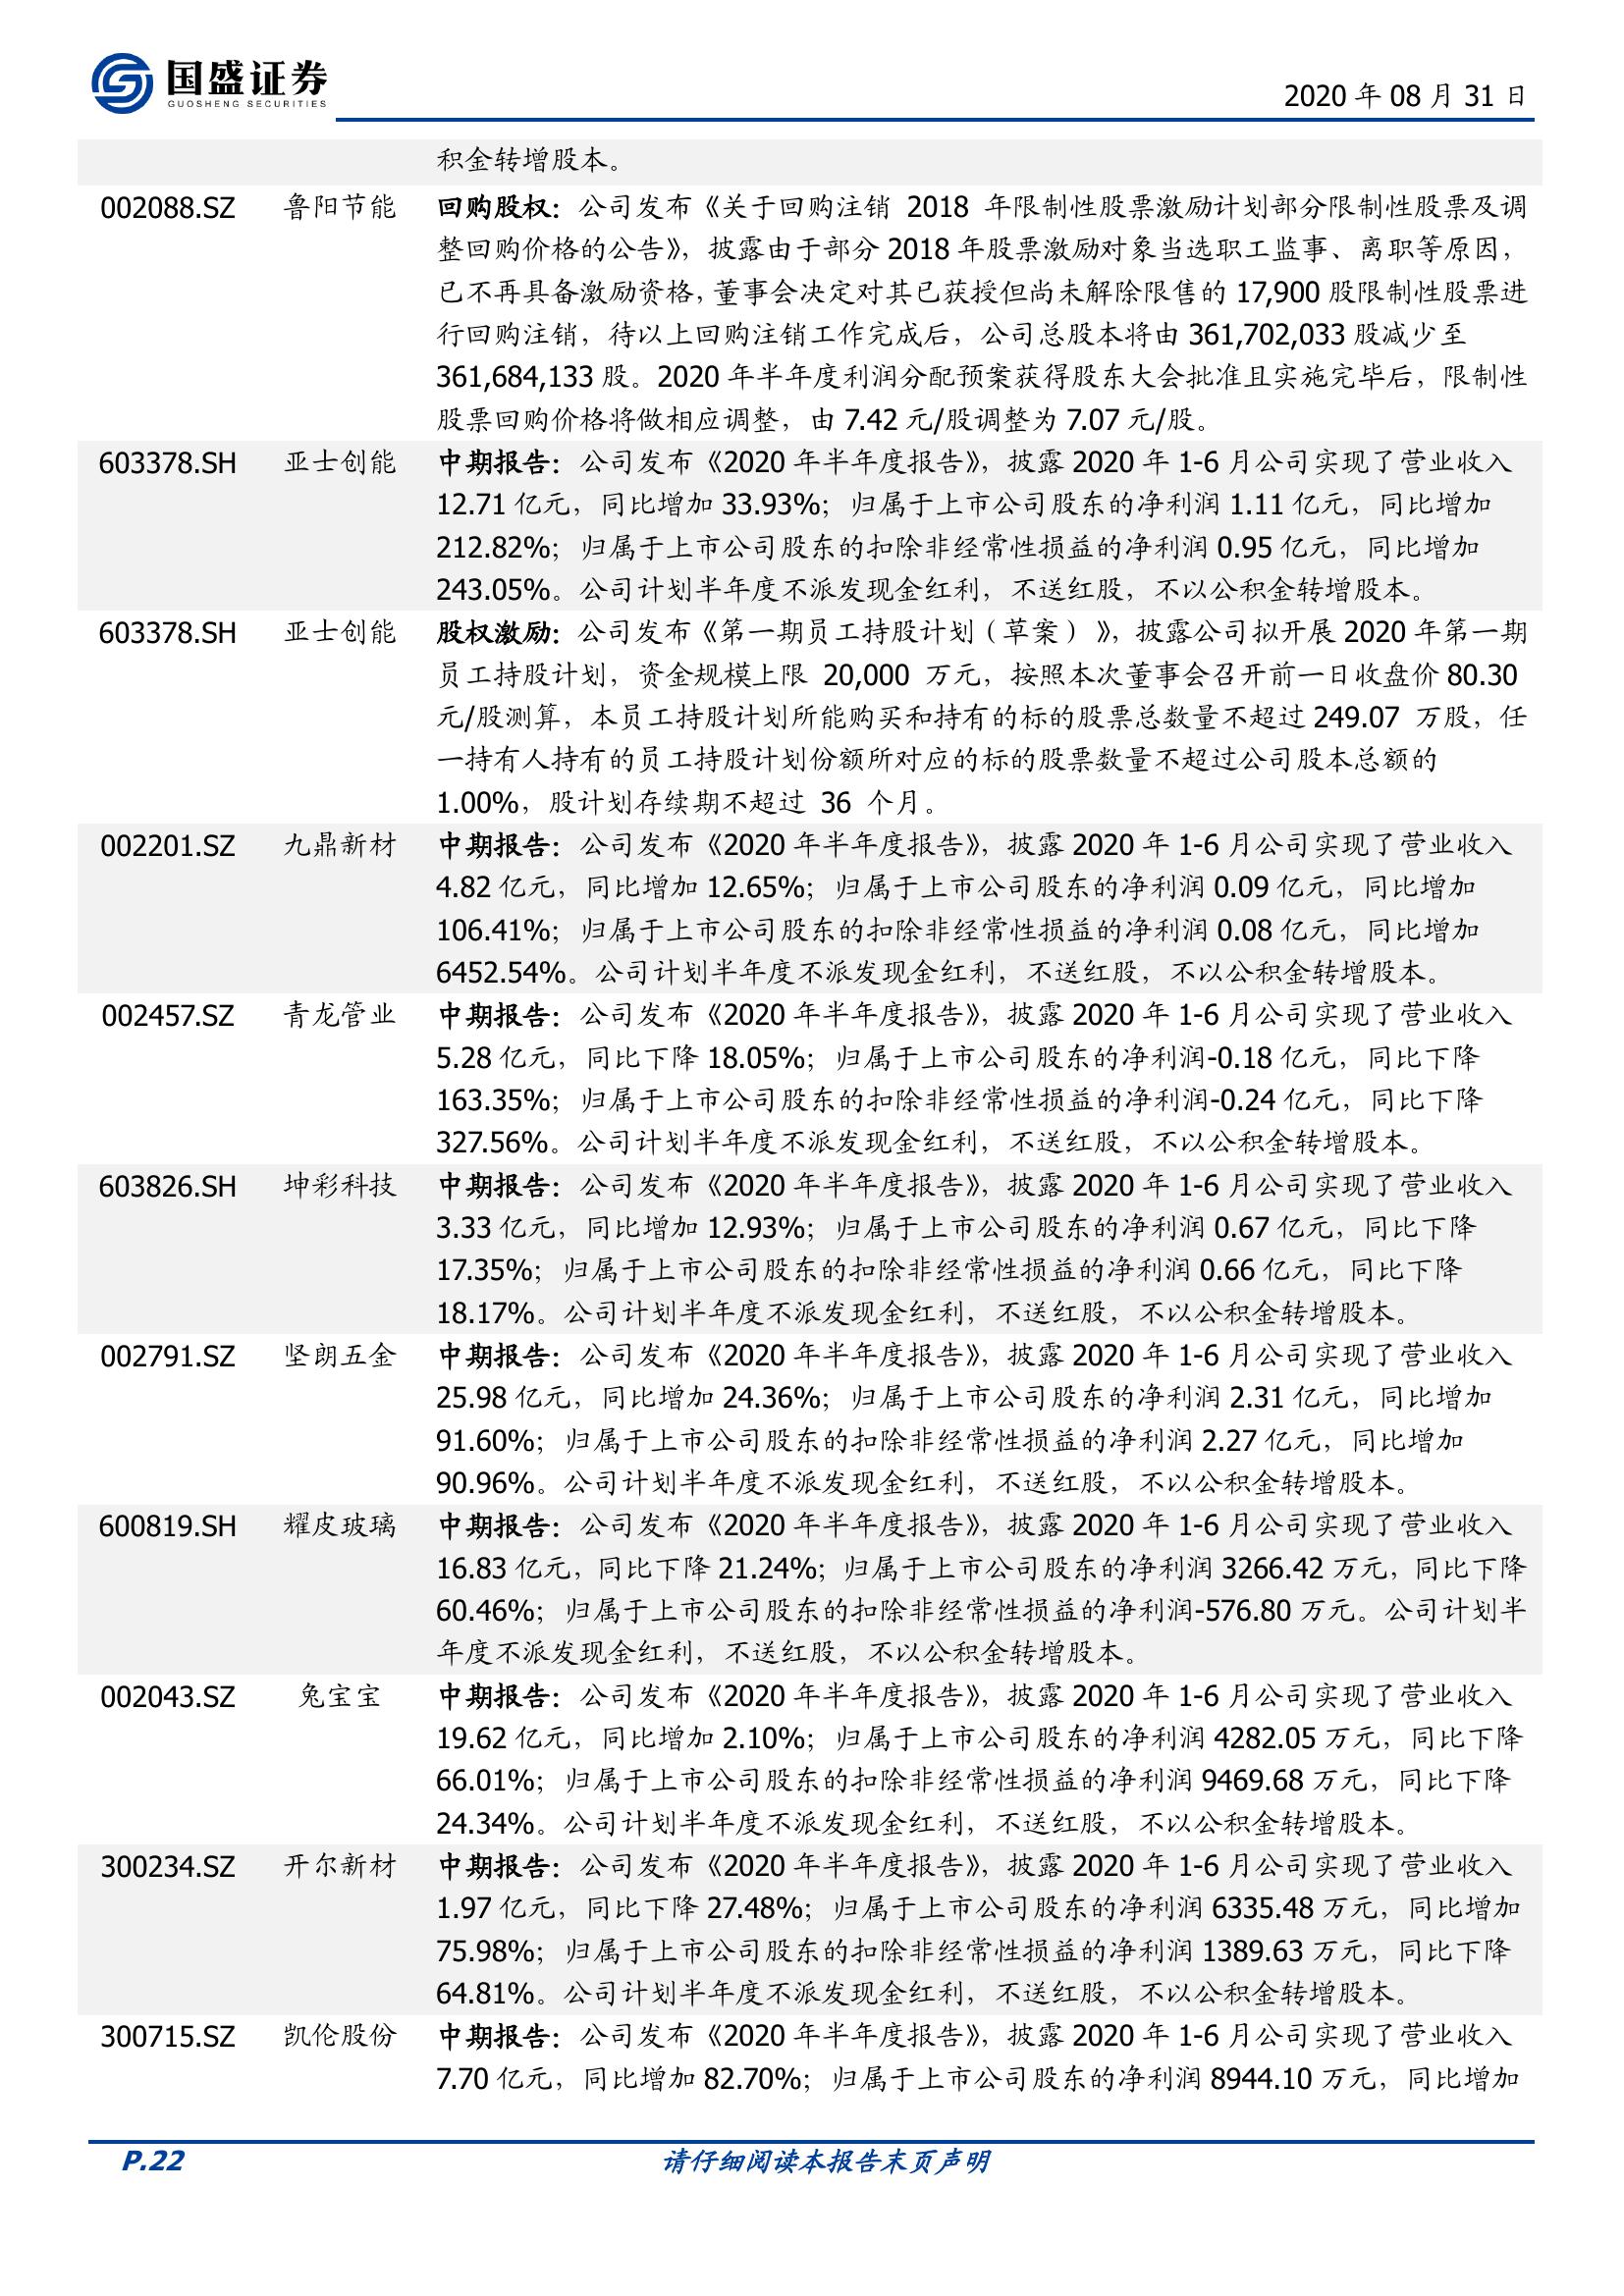 国盛证券
GUOSHENG SECURITIES
2020 年 08 月 31 日
积金转增股本。
002088.SZ 鲁阳节能 回购股权：公司发布《关于回购注销 2018 年限制性股票激励计划部分限制性股票及调
整回购价格的公告》，披露由于部分 2018 年股票激励对象当选职工监事、离职等原因，
已不再具备激励资格，董事会决定对其已获授但尚未解除限售的 17,900 股限制性股票进
行回购注销，待以上回购注销工作完成后，公司总股本将由 361,702,033 股减少至
361,684,133 股。2020 年半年度利润分配预案获得股东大会批准且实施完毕后，限制性
股票回购价格将做相应调整，由 7.42 元/股调整为 7.07 元/股。
603378.SH 亚士创能 中期报告：公司发布《2020 年半年度报告》，披露 2020 年 1-6 月公司实现了营业收入
12.71 亿元，同比增加 33.93%；归属于上市公司股东的净利润 1.11 亿元，同比增加
212.82%；归属于上市公司股东的扣除非经常性损益的净利润 0.95 亿元，同比增加
243.05%。公司计划半年度不派发现金红利，不送红股，不以公积金转增股本。
603378.SH 亚士创能 股权激励：公司发布《第一期员工持股计划（草案）》，披露公司拟开展 2020 年第一期
员工持股计划，资金规模上限 20,000 万元，按照本次董事会召开前一日收盘价 80.30
元/股测算，本员工持股计划所能购买和持有的标的股票总数量不超过 249.07 万股，任
一持有人持有的员工持股计划份额所对应的标的股票数量不超过公司股本总额的
1.00%，股计划存续期不超过 36 个月。
002201.SZ 九鼎新材 中期报告：公司发布《2020 年半年度报告》，披露 2020 年 1-6 月公司实现了营业收入
4.82 亿元，同比增加 12.65%；归属于上市公司股东的净利润 0.09 亿元，同比增加
106.41%；归属于上市公司股东的扣除非经常性损益的净利润 0.08 亿元，同比增加
6452.54%。公司计划半年度不派发现金红利，不送红股，不以公积金转增股本。
002457.SZ 青龙管业 中期报告：公司发布《2020 年半年度报告》，披露 2020 年 1-6 月公司实现了营业收入
5.28 亿元，同比下降 18.05%；归属于上市公司股东的净利润-0.18 亿元，同比下降
163.35%；归属于上市公司股东的扣除非经常性损益的净利润-0.24 亿元，同比下降
327.56%。公司计划半年度不派发现金红利，不送红股，不以公积金转增股本。
603826.SH 坤彩科技 中期报告：公司发布《2020 年半年度报告》，披露 2020 年 1-6 月公司实现了营业收入
3.33 亿元，同比增加 12.93%；归属于上市公司股东的净利润 0.67 亿元，同比下降
17.35%；归属于上市公司股东的扣除非经常性损益的净利润 0.66 亿元，同比下降
18.17%。公司计划半年度不派发现金红利，不送红股，不以公积金转增股本。
002791.SZ 坚朗五金 中期报告：公司发布《2020 年半年度报告》，披露 2020 年 1-6 月公司实现了营业收入
25.98 亿元，同比增加 24.36%；归属于上市公司股东的净利润 2.31 亿元，同比增加
91.60%；归属于上市公司股东的扣除非经常性损益的净利润 2.27 亿元，同比增加
90.96%。公司计划半年度不派发现金红利，不送红股，不以公积金转增股本。
600819.SH 耀皮玻璃 中期报告：公司发布《2020 年半年度报告》，披露 2020 年 1-6 月公司实现了营业收入
16.83 亿元，同比下降 21.24%；归属于上市公司股东的净利润 3266.42 万元，同比下降
60.46%；归属于上市公司股东的扣除非经常性损益的净利润-576.80 万元。公司计划半
年度不派发现金红利，不送红股，不以公积金转增股本。
002043.SZ 兔宝宝 中期报告：公司发布《2020 年半年度报告》，披露 2020 年 1-6 月公司实现了营业收入
19.62 亿元，同比增加 2.10%；归属于上市公司股东的净利润 4282.05 万元，同比下降
66.01%；归属于上市公司股东的扣除非经常性损益的净利润 9469.68 万元，同比下降
24.34%。公司计划半年度不派发现金红利，不送红股，不以公积金转增股本。
300234.SZ 开尔新材 中期报告：公司发布《2020 年半年度报告》，披露 2020 年 1-6 月公司实现了营业收入
1.97 亿元，同比下降 27.48%；归属于上市公司股东的净利润 6335.48 万元，同比增加
75.98%；归属于上市公司股东的扣除非经常性损益的净利润 1389.63 万元，同比下降
64.81%。公司计划半年度不派发现金红利，不送红股，不以公积金转增股本。
300715.SZ 凯伦股份 中期报告：公司发布《2020 年半年度报告》，披露 2020 年 1-6 月公司实现了营业收入
7.70 亿元，同比增加 82.70%；归属于上市公司股东的净利润 8944.10 万元，同比增加
P.22 请仔细阅读本报告末页声明